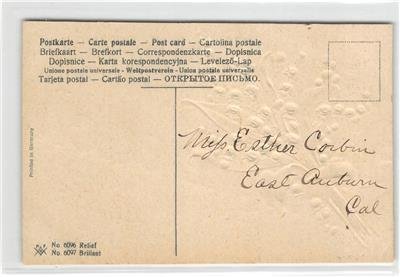 Postkarte — Carte postale — Post card — Cartolina postale
Briefkaart — Brefkort — Correspondenzkarte — Dopisnica
Dopisnice — Karta korespondencyjna — Levelező-Lap
Unione postale universale - Weltpostverein - Union postale universelle
Tarjeta postal — Cartão postal — ОТКРЫТОЕ ПИСЬМО.
Miss Esther Corbin
East Auburn
Cal
Printed in Germany
No. 6096 Relief
No. 6097 Brillant